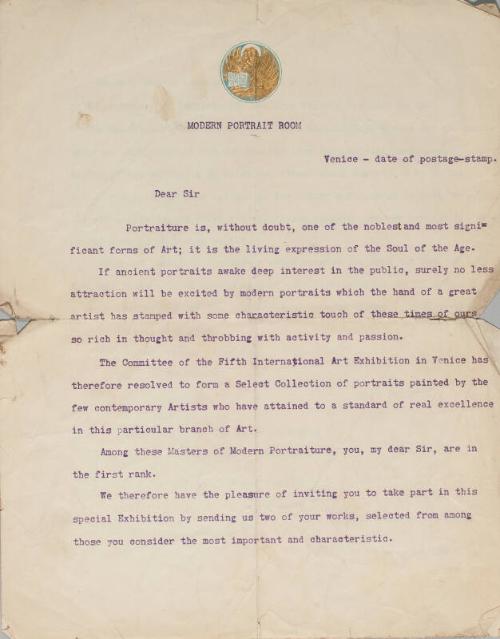 MODERN PORTRAIT ROOM
Venice - date of postage-stamp.
Dear Sir
Portraiture is, without doubt, one of the noblest and most signi=
ficant forms of Art; it is the living expression of the Soul of the Age.
If ancient portraits awake deep interest in the public, surely no less
attraction will be excited by modern portraits which the hand of a great
artist has stamped with some characteristic touch of these times of ours
so rich in thought and throbbing with activity and passion.
The Committee of the Fifth International Art Exhibition in Venice has
therefore resolved to form a Select Collection of portraits painted by the
few contemporary Artists who have attained to a standard of real excellence
in this particular branch of Art.
Among these Masters of Modern Portraiture, you, my dear Sir, are in
the first rank.
We therefore have the pleasure of inviting you to take part in this
special Exhibition by sending us two of your works, selected from among
those you consider the most important and characteristic.